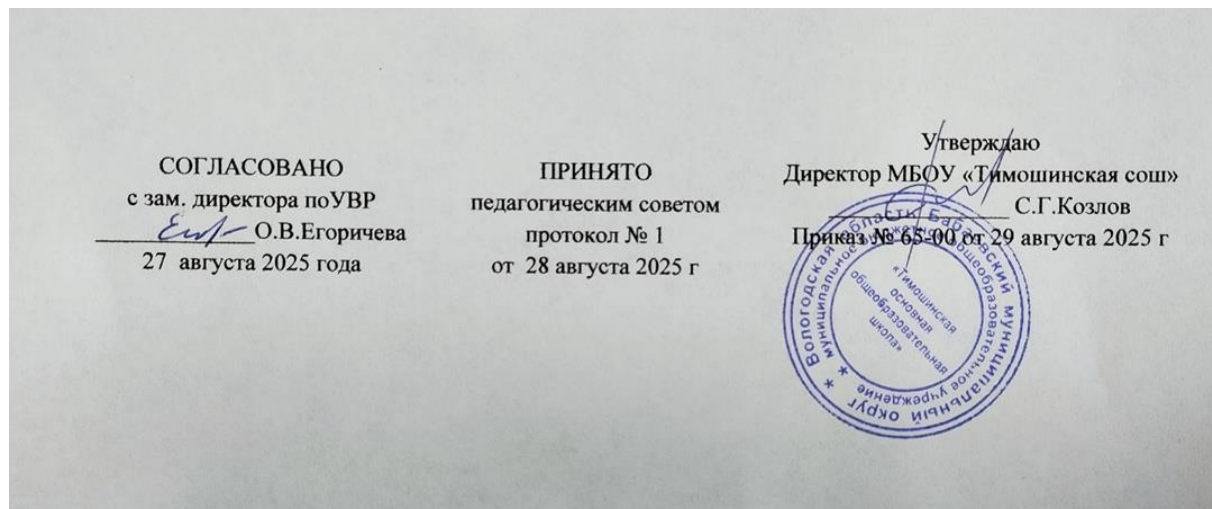 СОГЛАСОВАНО
с зам. директора поУВР
О.В.Егоричева
27 августа 2025 года
ПРИНЯТО
педагогическим советом
протокол № 1
от 28 августа 2025 г
Утверждаю
Директор МБОУ «Тимошинская сош»
С.Г.Козлов
Приказ № 65-00 от 29 августа 2025 г
★ Вологодская область Бабаевский муниципальный округ
★ муниципальное бюджетное общеобразовательное учреждение
«Тимошинская
основная
общеобразовательная
школа»